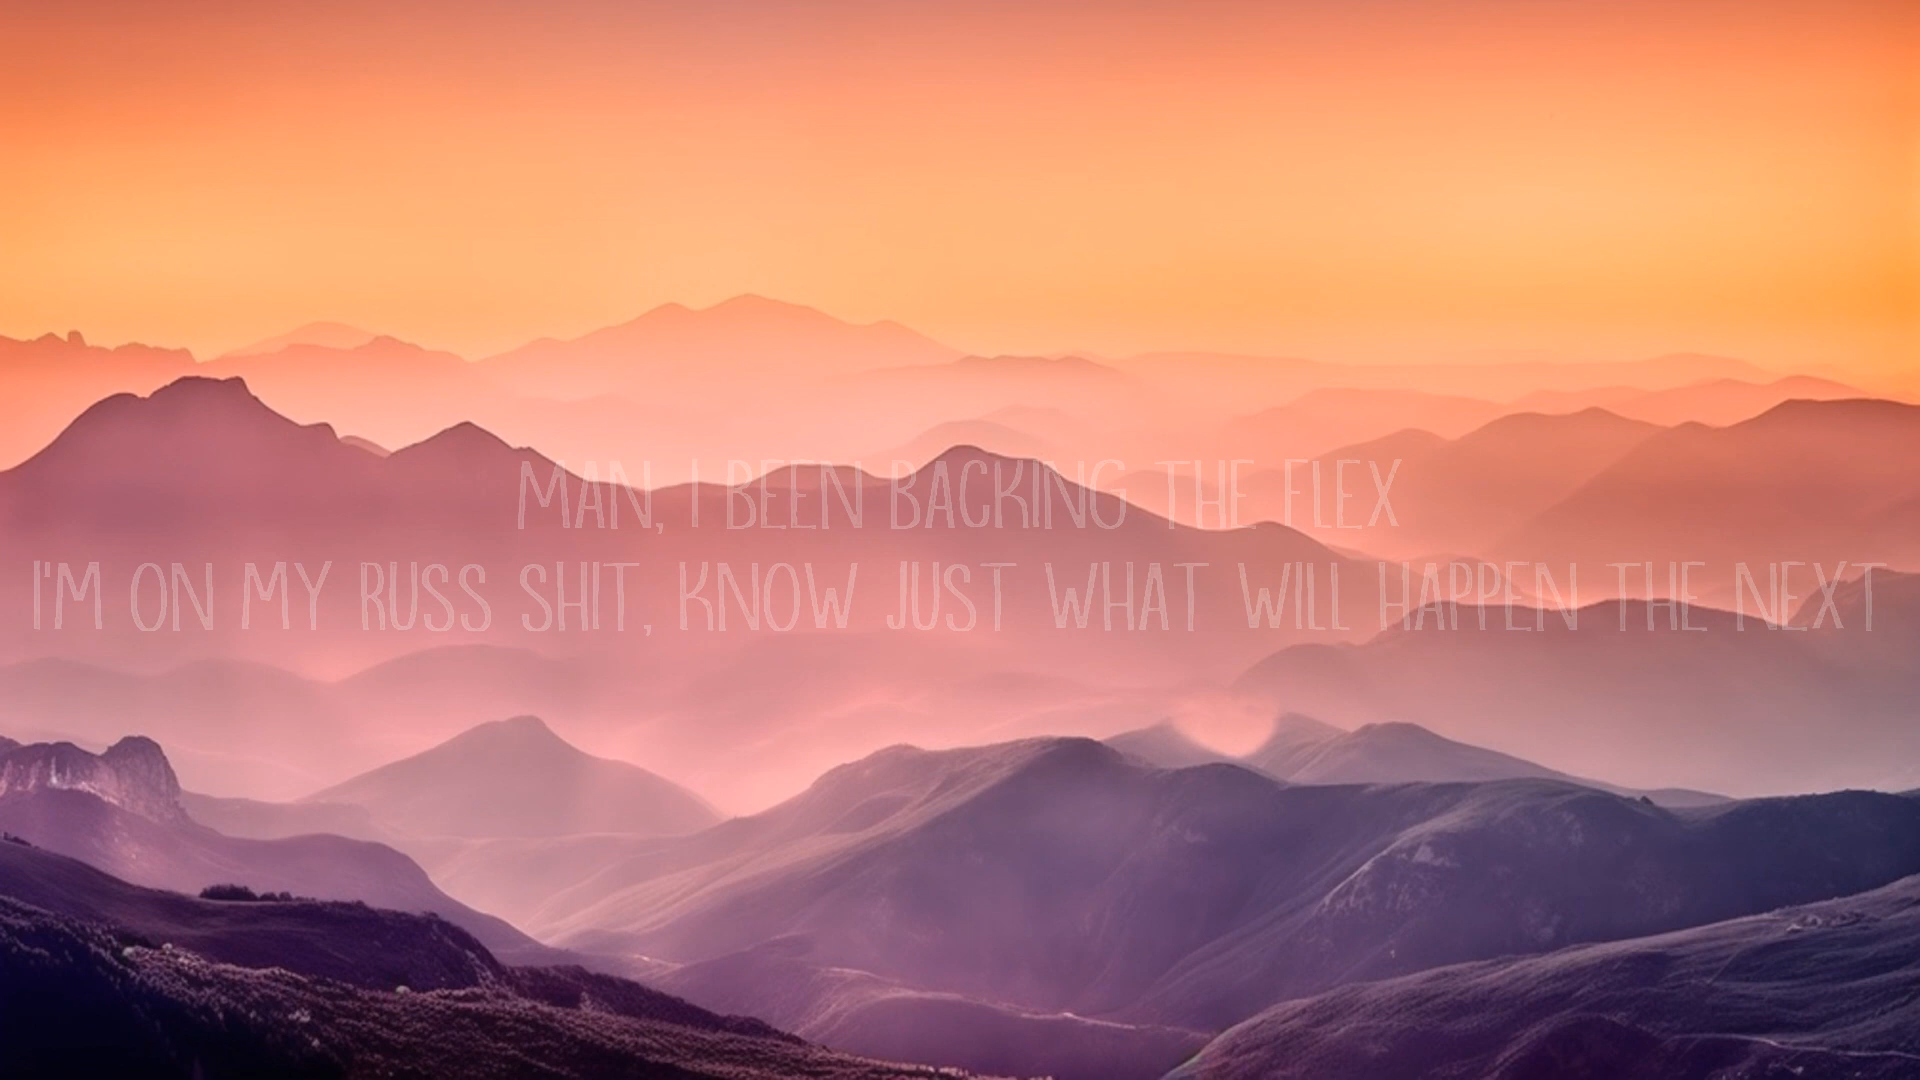 MAN, I BEEN BACKING THE FLEX
I'M ON MY RUSS SHIT, KNOW JUST WHAT WILL HAPPEN THE NEXT